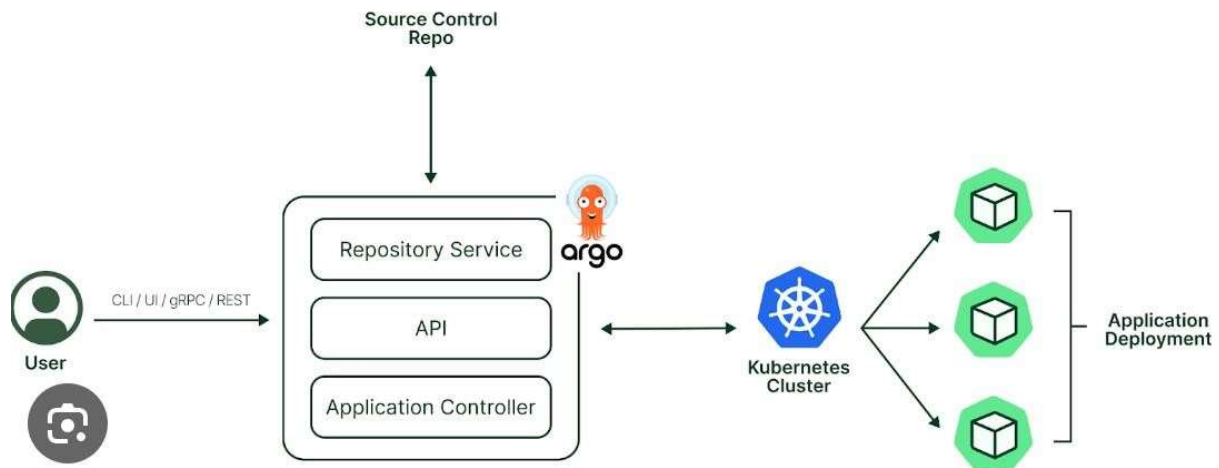 Source Control
Repo
Repository Service
argo
CLI / UI / gRPC / REST
API
User
Application Controller
Kubernetes
Cluster
Application
Deployment